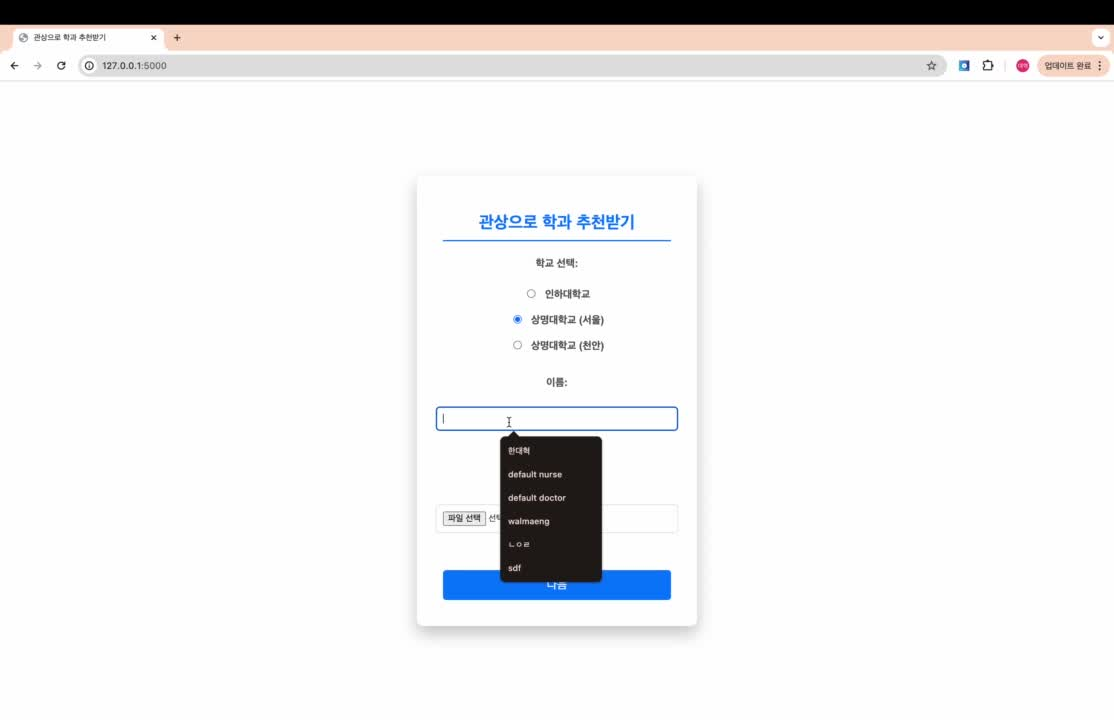 관상으로 학과 추천받기
127.0.0.1:5000
업데이트 완료
관상으로 학과 추천받기
학교 선택:
인하대학교
상명대학교 (서울)
상명대학교 (천안)
이름:
한대혁
default nurse
default doctor
walmaeng
ㄴㅇㄹ
sdf
파일 선택
다음